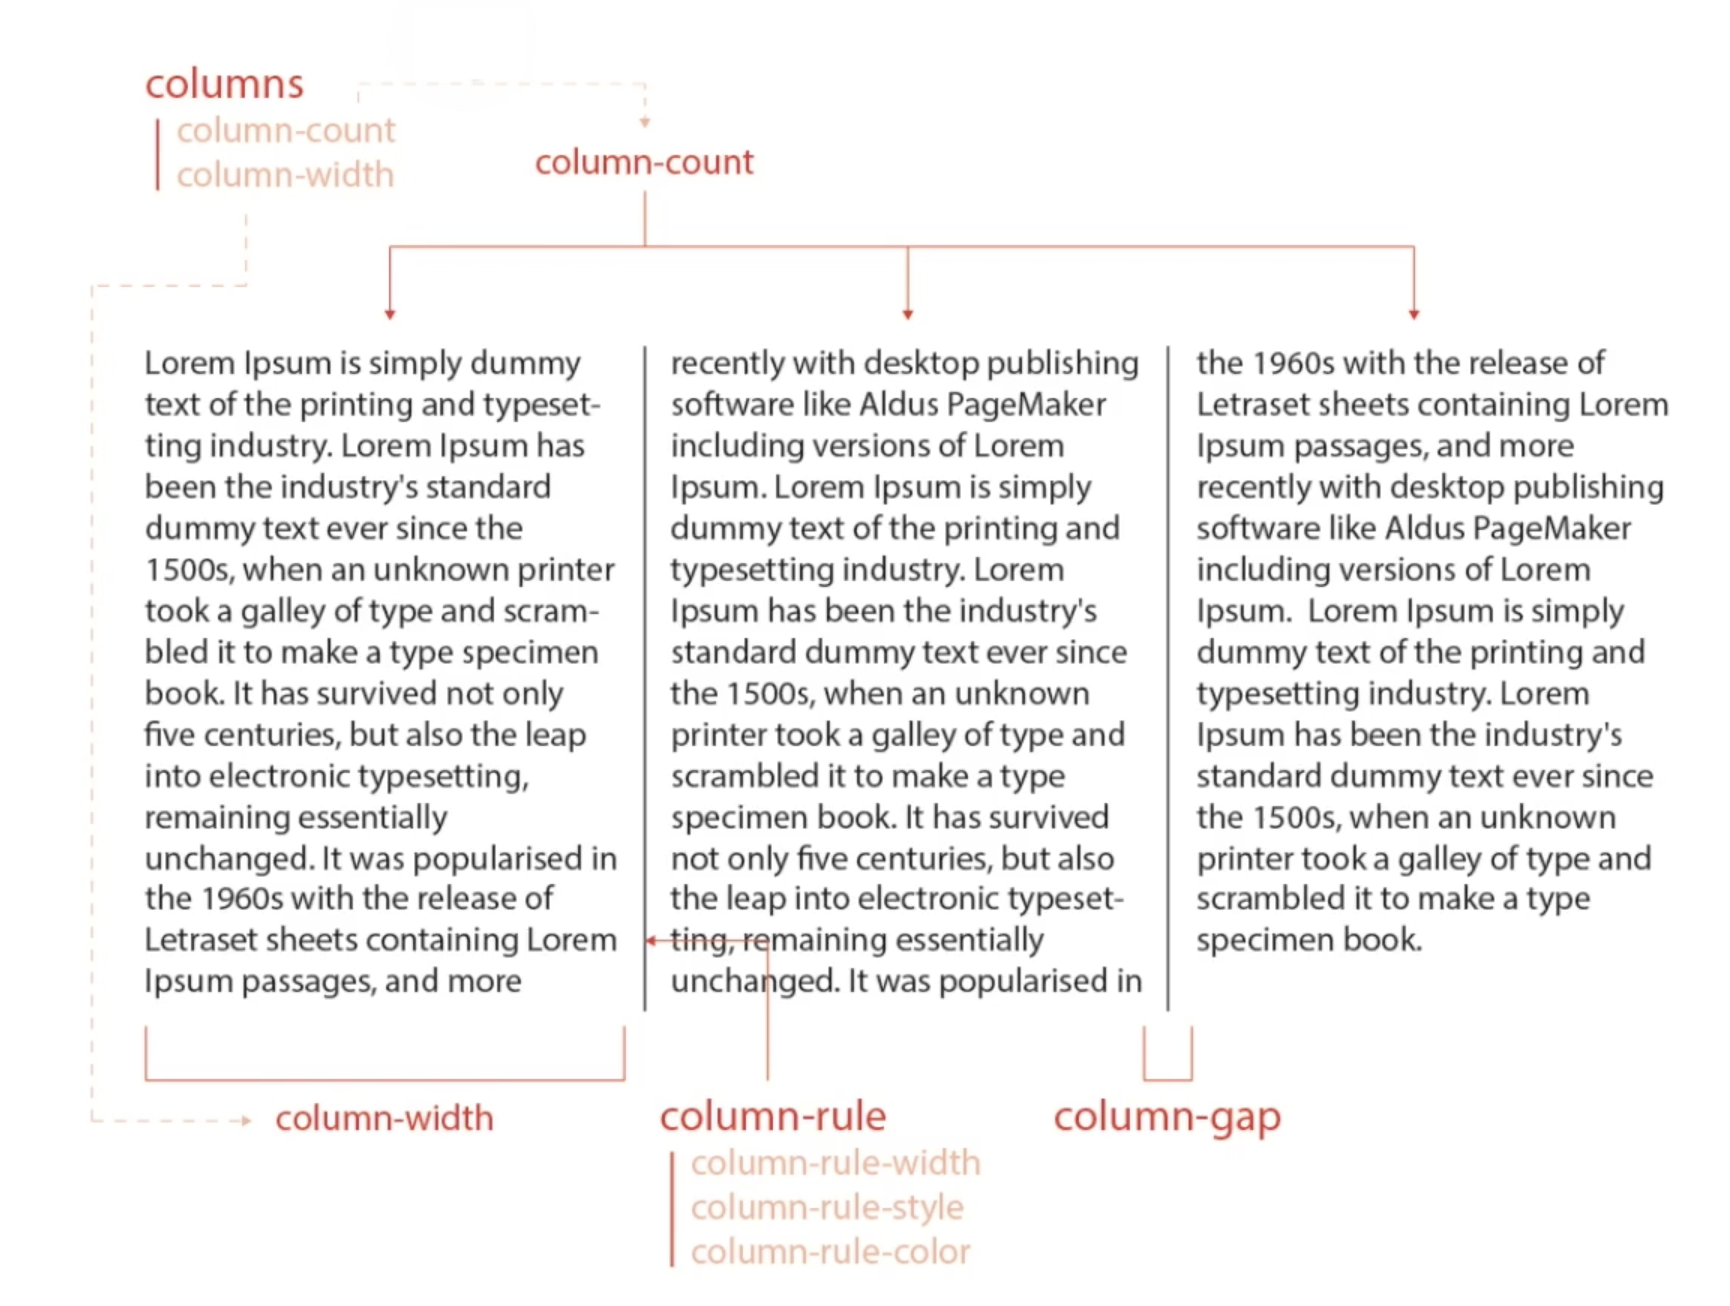 columns
column-count
column-width
column-count
Lorem Ipsum is simply dummy
text of the printing and typeset-
ting industry. Lorem Ipsum has
been the industry's standard
dummy text ever since the
1500s, when an unknown printer
took a galley of type and scram-
bled it to make a type specimen
book. It has survived not only
five centuries, but also the leap
into electronic typesetting,
remaining essentially
unchanged. It was popularised in
the 1960s with the release of
Letraset sheets containing Lorem
Ipsum passages, and more
recently with desktop publishing
software like Aldus PageMaker
including versions of Lorem
Ipsum. Lorem Ipsum is simply
dummy text of the printing and
typesetting industry. Lorem
Ipsum has been the industry's
standard dummy text ever since
the 1500s, when an unknown
printer took a galley of type and
scrambled it to make a type
specimen book. It has survived
not only five centuries, but also
the leap into electronic typeset-
ting, remaining essentially
unchanged. It was popularised in
the 1960s with the release of
Letraset sheets containing Lorem
Ipsum passages, and more
recently with desktop publishing
software like Aldus PageMaker
including versions of Lorem
Ipsum.  Lorem Ipsum is simply
dummy text of the printing and
typesetting industry. Lorem
Ipsum has been the industry's
standard dummy text ever since
the 1500s, when an unknown
printer took a galley of type and
scrambled it to make a type
specimen book.
column-width
column-rule
column-rule-width
column-rule-style
column-rule-color
column-gap